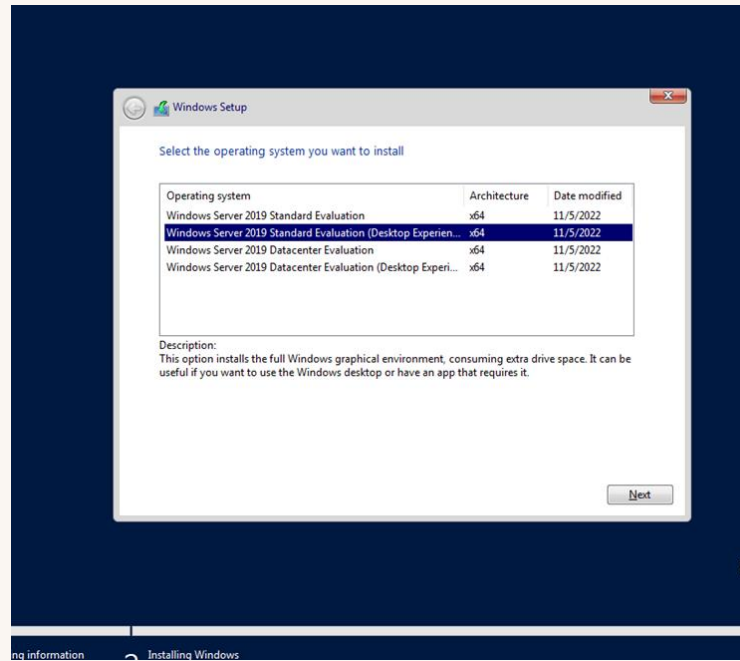 Windows Setup
Select the operating system you want to install
Operating system Architecture Date modified
Windows Server 2019 Standard Evaluation x64 11/5/2022
Windows Server 2019 Standard Evaluation (Desktop Experien... x64 11/5/2022
Windows Server 2019 Datacenter Evaluation x64 11/5/2022
Windows Server 2019 Datacenter Evaluation (Desktop Experi... x64 11/5/2022
Description:
This option installs the full Windows graphical environment, consuming extra drive space. It can be
useful if you want to use the Windows desktop or have an app that requires it.
Next
information Installing Windows